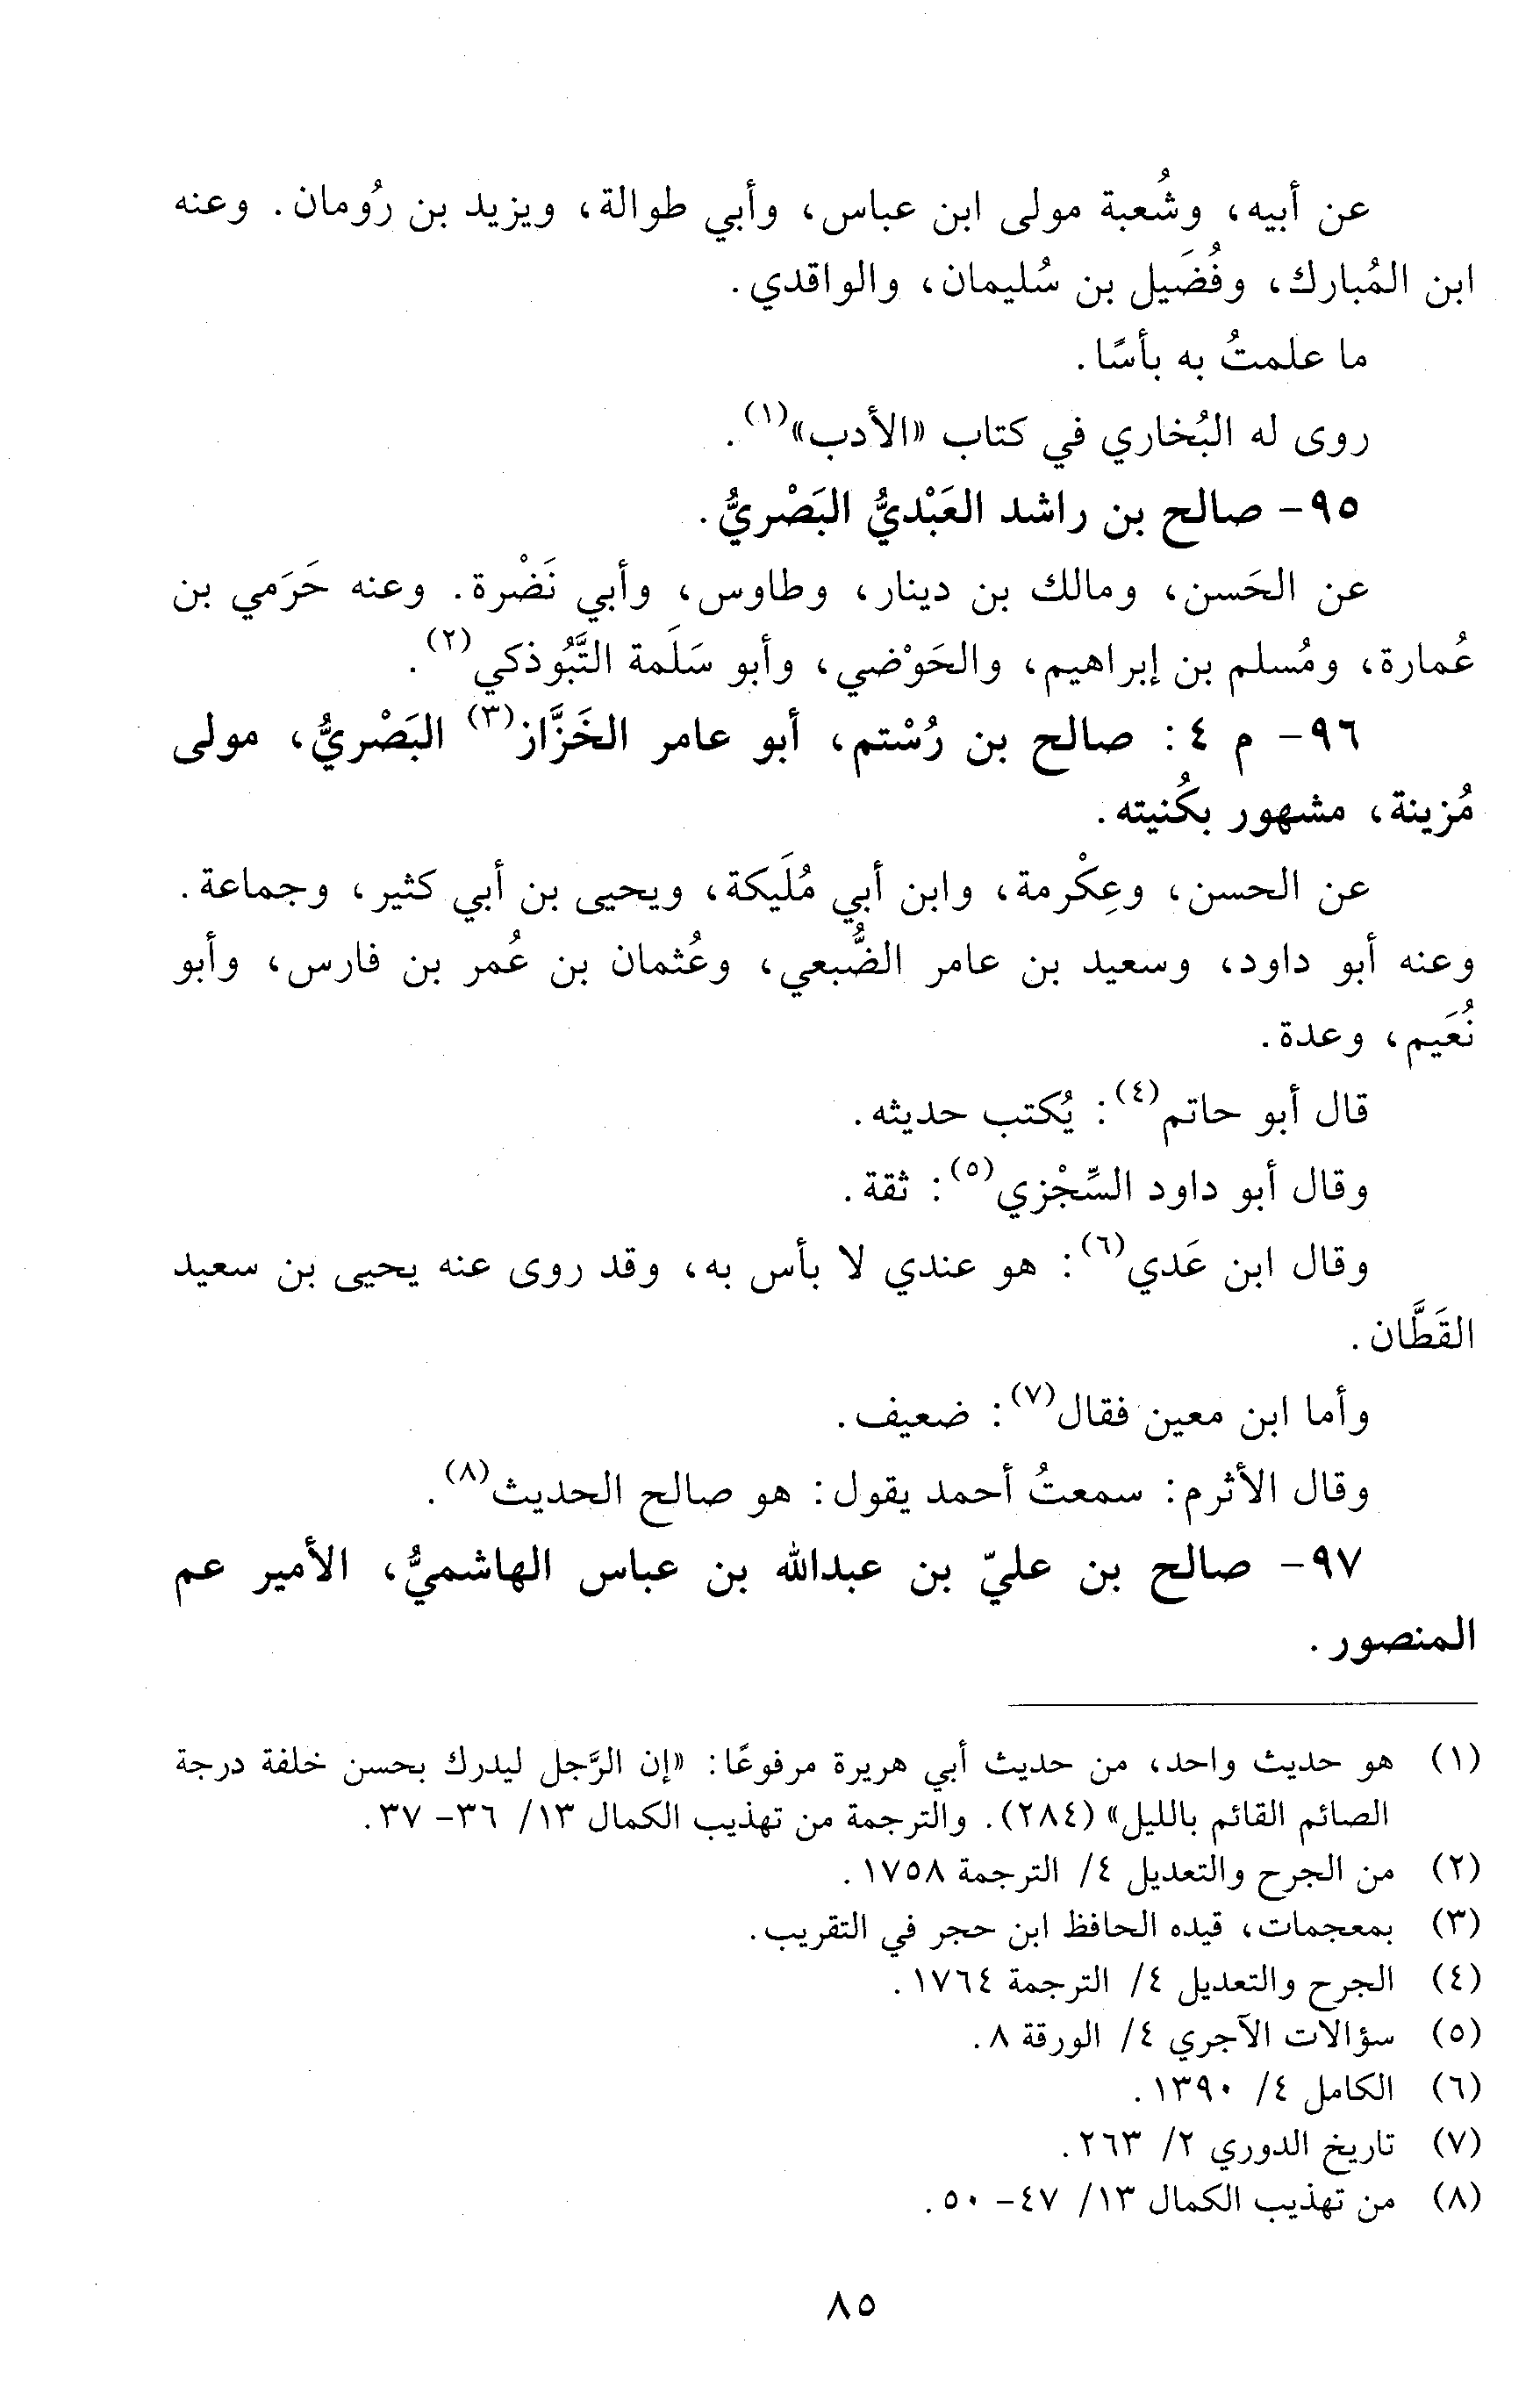 عن أبيه، وشُعبة مولى ابن عباس، وأبي طوالة، ويزيد بن رُومان. وعنه
ابن المُبارك، وفُضَيل بن سُليمان، والواقدي.
ما علمتُ به بأسًا.
روى له البُخاري في كتاب «الأدب»(١).
٩٥- صالح بن راشد العَبْديُّ البَصْريُّ.
عن الحَسن، ومالك بن دينار، وطاوس، وأبي نَضْرة. وعنه حَرَمي بن
عُمارة، ومُسلم بن إبراهيم، والحَوْضي، وأبو سَلَمة التَّبُوذكي(٢).
٩٦- م ٤: صالح بن رُسْتم، أبو عامر الخَزَّاز(٣) البَصْريُّ، مولى
مُزينة، مشهور بكُنيته.
عن الحسن، وعِكْرمة، وابن أبي مُلَيكة، ويحيى بن أبي كثير، وجماعة.
وعنه أبو داود، وسعيد بن عامر الضُّبعي، وعُثمان بن عُمر بن فارس، وأبو
نُعَيم، وعدة.
قال أبو حاتم(٤): يُكتب حديثه.
وقال أبو داود السِّجْزي(٥): ثقة.
وقال ابن عَدي(٦): هو عندي لا بأس به، وقد روى عنه يحيى بن سعيد
القَطَّان.
وأما ابن معين فقال(٧): ضعيف.
وقال الأثرم: سمعتُ أحمد يقول: هو صالح الحديث(٨).
٩٧- صالح بن عليّ بن عبدالله بن عباس الهاشميُّ، الأمير عم
المنصور.
(١) هو حديث واحد، من حديث أبي هريرة مرفوعًا: «إن الرَّجل ليدرك بحسن خلقة درجة
الصائم القائم بالليل» (٢٨٤). والترجمة من تهذيب الكمال ١٣/ ٣٦- ٣٧.
(٢) من الجرح والتعديل ٤/ الترجمة ١٧٥٨.
(٣) بمعجمات، قيده الحافظ ابن حجر في التقريب.
(٤) الجرح والتعديل ٤/ الترجمة ١٧٦٤.
(٥) سؤالات الآجري ٤/ الورقة ٨.
(٦) الكامل ٤/ ١٣٩٠.
(٧) تاريخ الدوري ٢/ ٢٦٣.
(٨) من تهذيب الكمال ١٣/ ٤٧- ٥٠.
٨٥